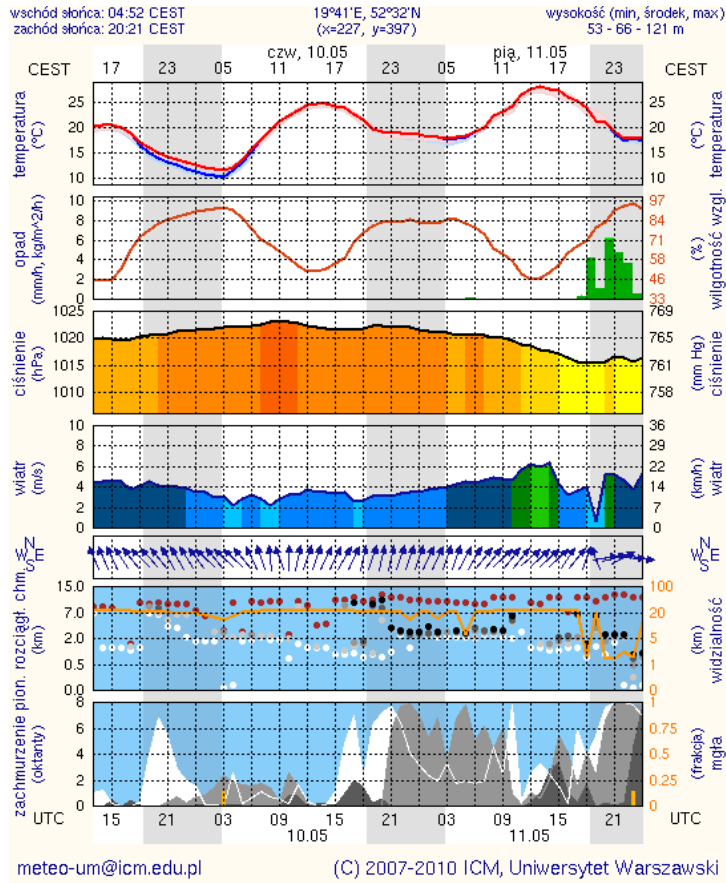 wschód słońca: 04:52 CEST 19°41'E, 52°32'N wysokość (min, środek, max)
zachód słońca: 20:21 CEST (x=227, y=397) 53 - 66 - 121 m
czw, 10.05 pią, 11.05
CEST 17 23 05 11 17 23 05 11 17 23 CEST
temperatura
(°C)
25
20
15
10
25
20
15
10
(°C)
temperatura
opad
(mm/h, kg/m^2/h)
10
8
6
4
2
0
97
84
71
58
46
33
(%)
wilgotność wzgl.
ciśnienie
(hPa)
1025
1020
1015
1010
769
765
761
758
(mm Hg)
ciśnienie
wiatr
(m/s)
10
8
6
4
2
0
36
29
22
14
7
0
(km/h)
wiatr
N
W E
S
N
W E
S
pion. rozciągł. chm.
(km)
15.0
7.0
2.0
0.5
0.0
100
20
5
1
0
(km)
widzialność
zachmurzenie
(oktanty)
8
6
4
2
0
1
0.75
0.5
0.25
0
(frakcja)
mgła
UTC 15 21 03 09 15 21 03 09 15 21 UTC
10.05 11.05
meteo-um@icm.edu.pl (C) 2007-2010 ICM, Uniwersytet Warszawski